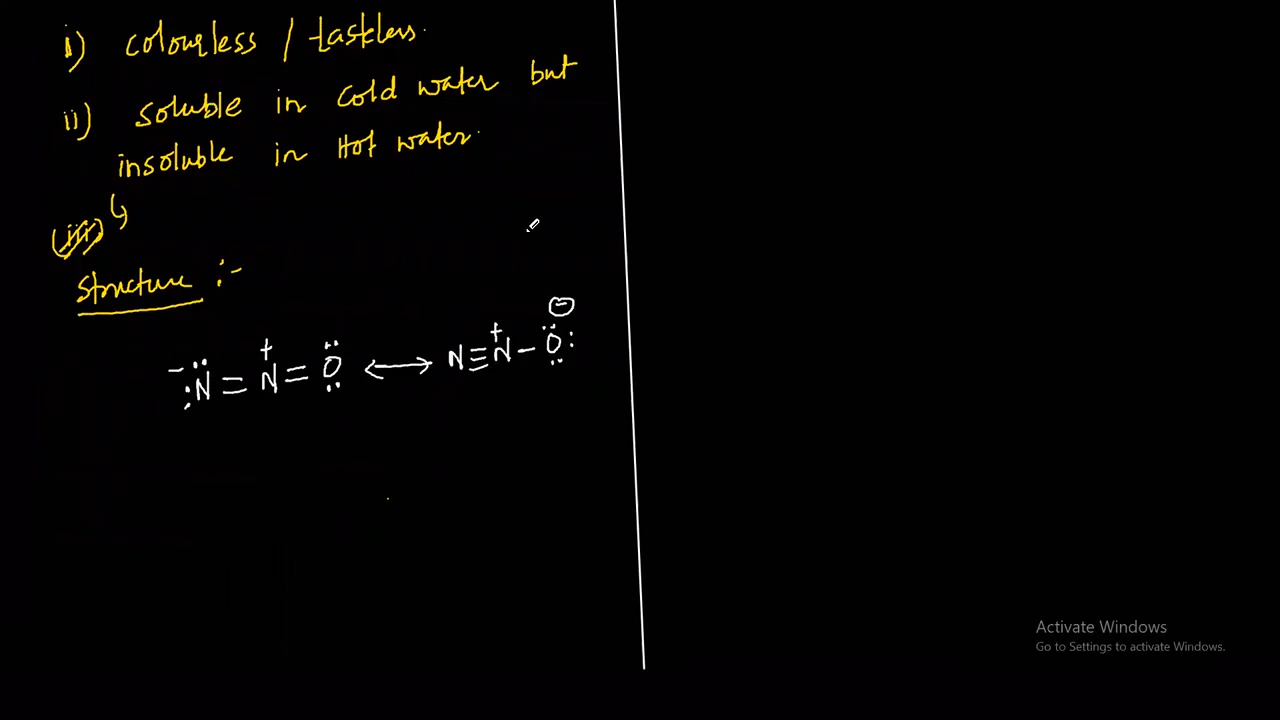 i) colourless / tasteless.
ii) soluble in cold water but
insoluble in Hot water.
(iii)
Structure :-
⁻:N̈ = N⁺ = Ö: ⟷ N ≡ N⁺ – Ö: ⊖
Activate Windows
Go to Settings to activate Windows.